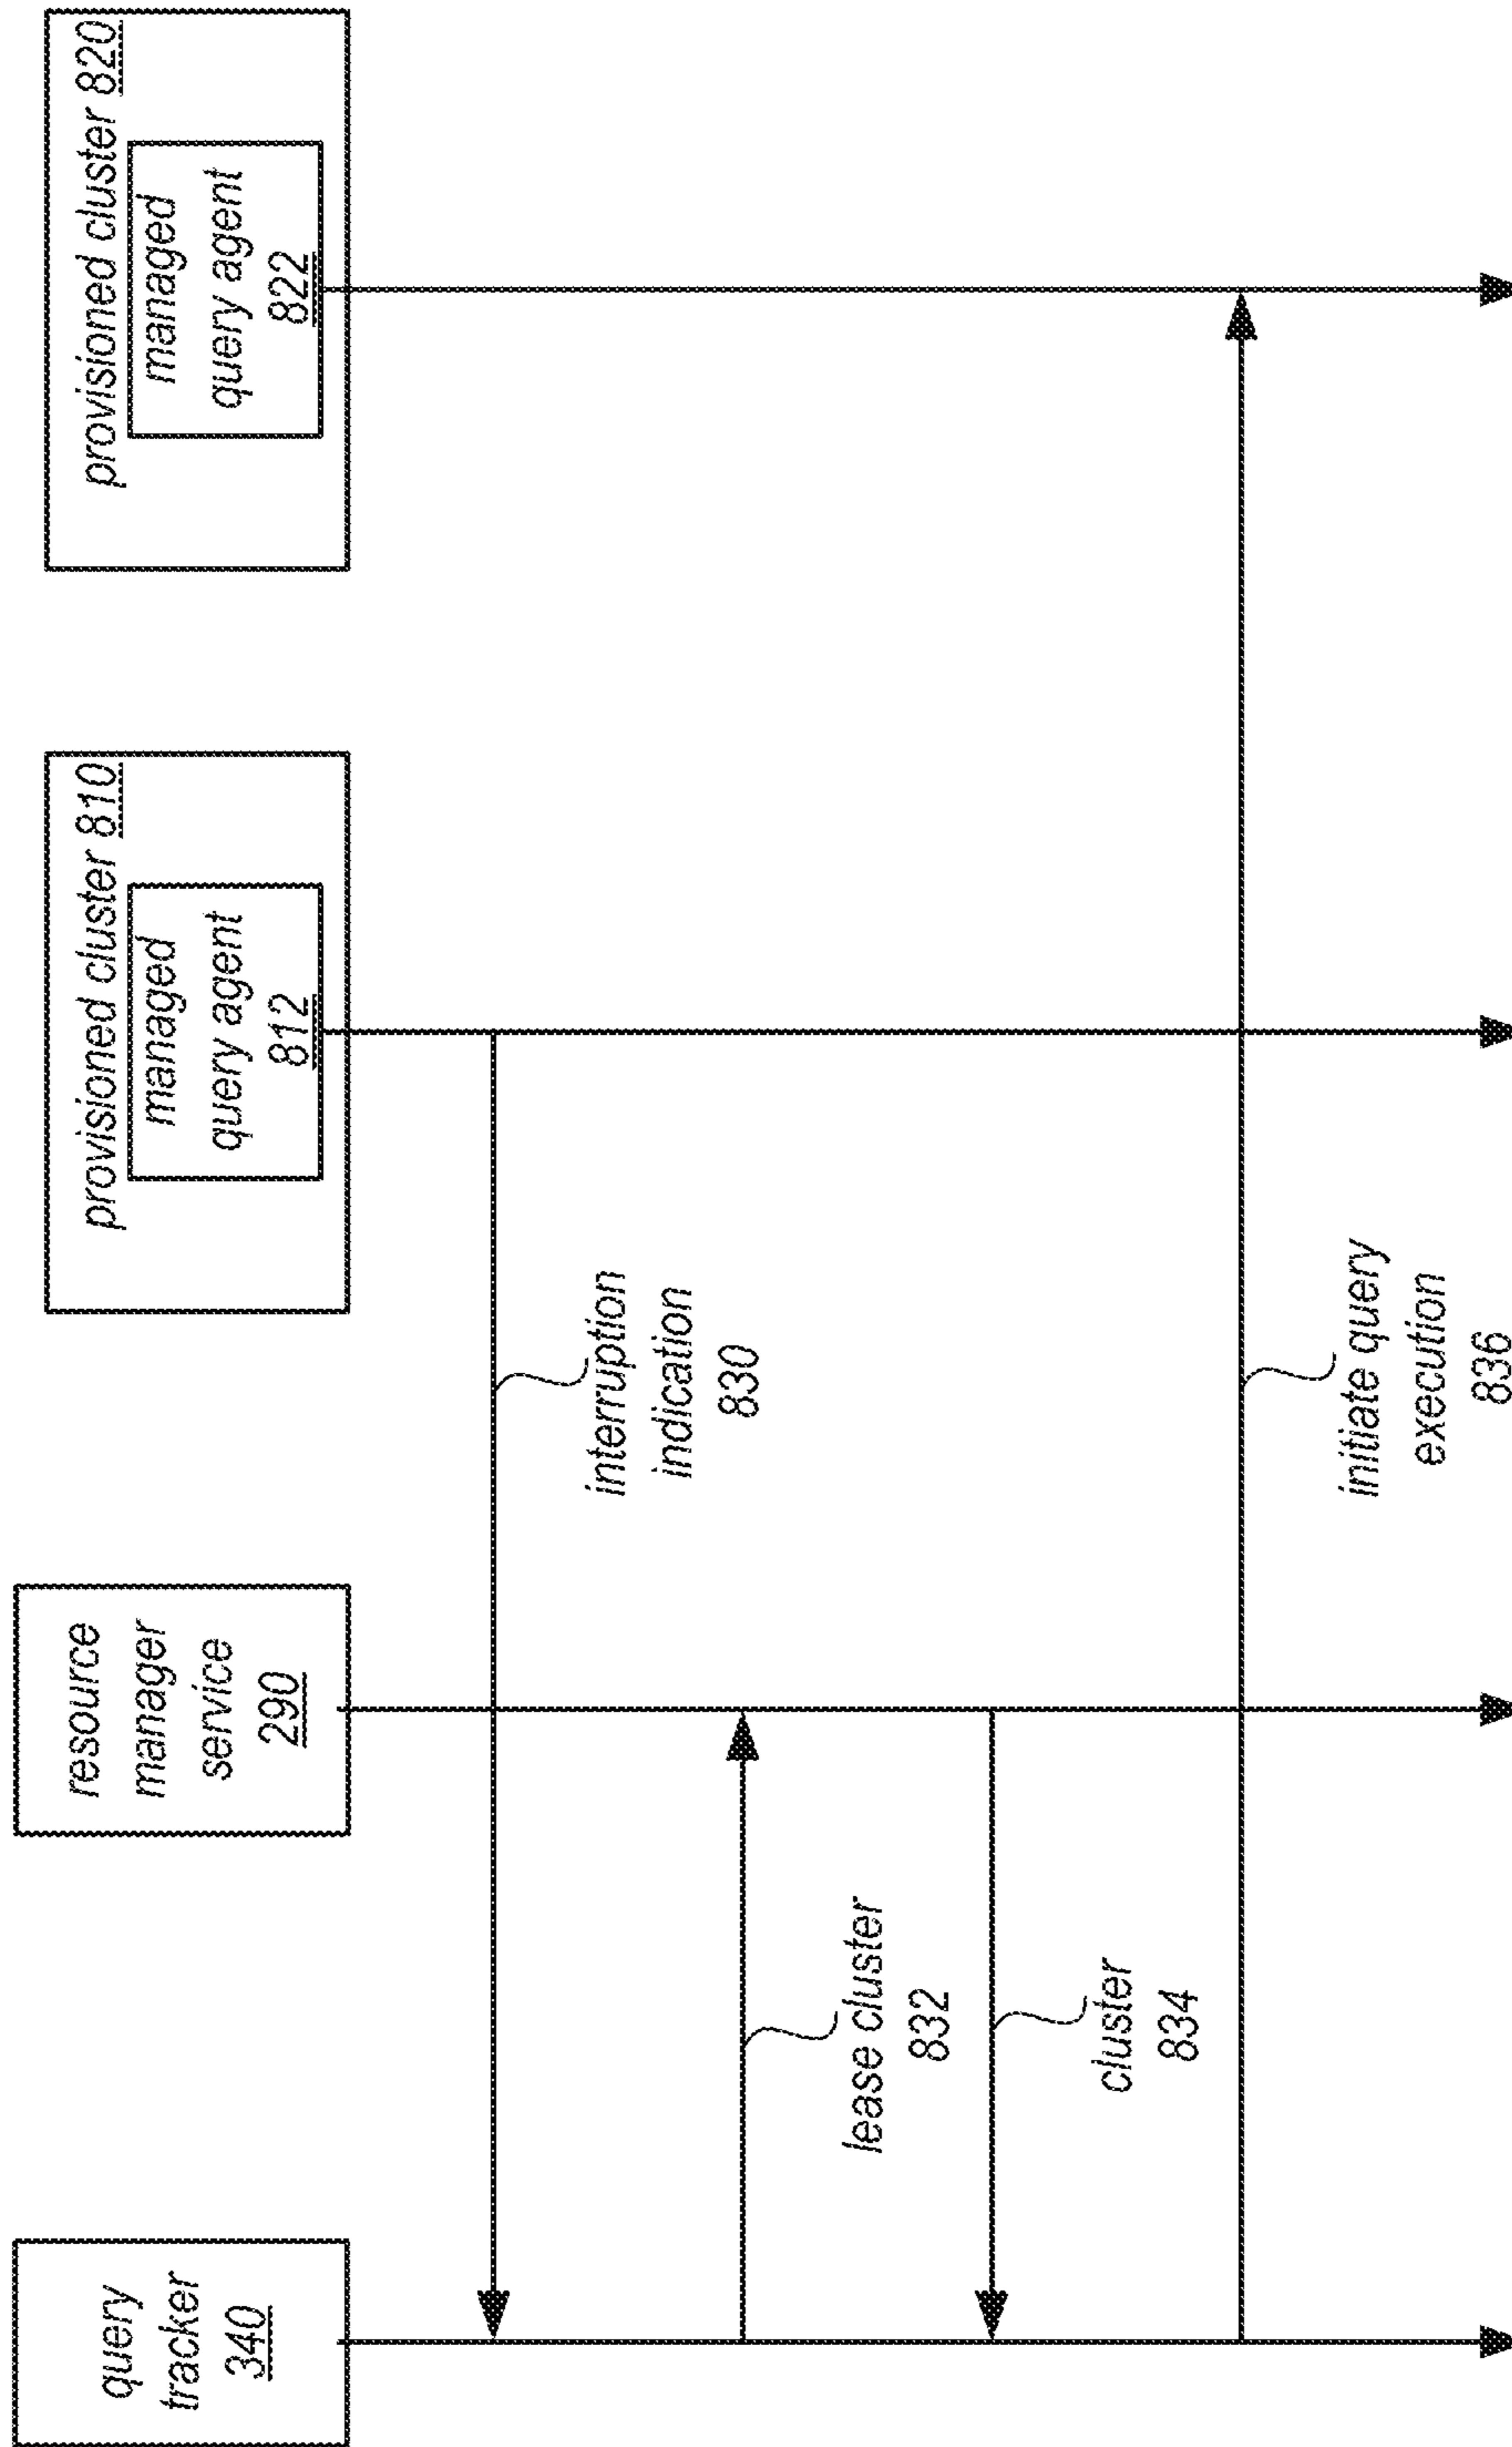 query
tracker
340
resource
manager
service
290
provisioned cluster 810
managed
query agent
812
provisioned cluster 820
managed
query agent
822
interruption
indication
830
lease cluster
832
cluster
834
initiate query
execution
836